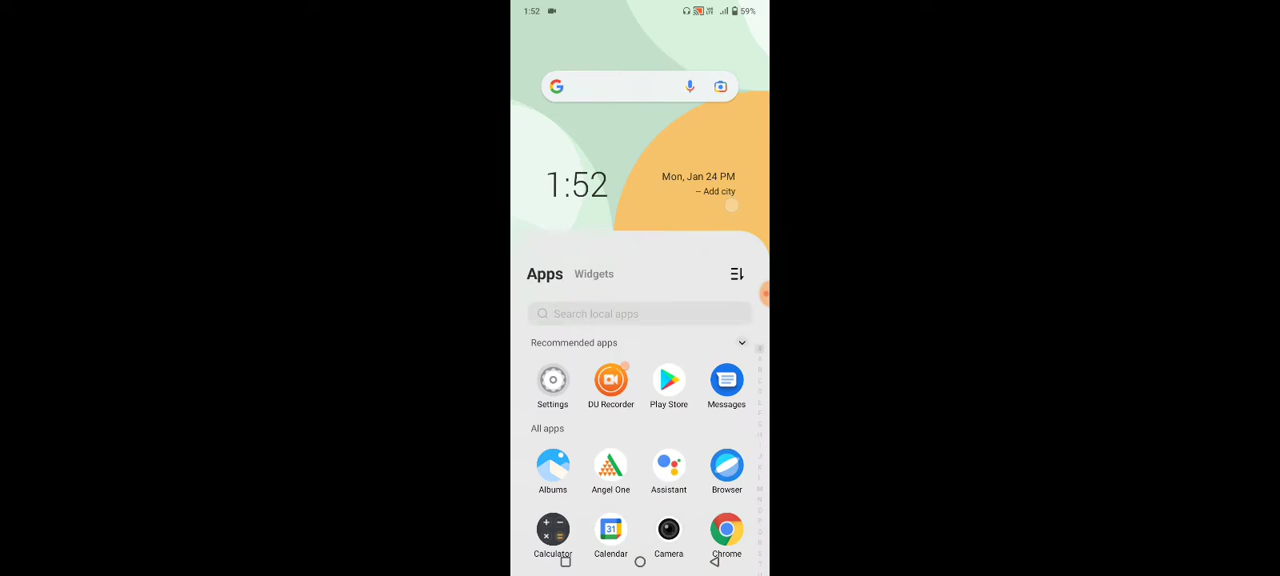 1:52 59%
1:52
Mon, Jan 24 PM
-- Add city
Apps Widgets
Search local apps
Recommended apps
Settings DU Recorder Play Store Messages
All apps
Albums Angel One Assistant Browser
31
Calculator Calendar Camera Chrome